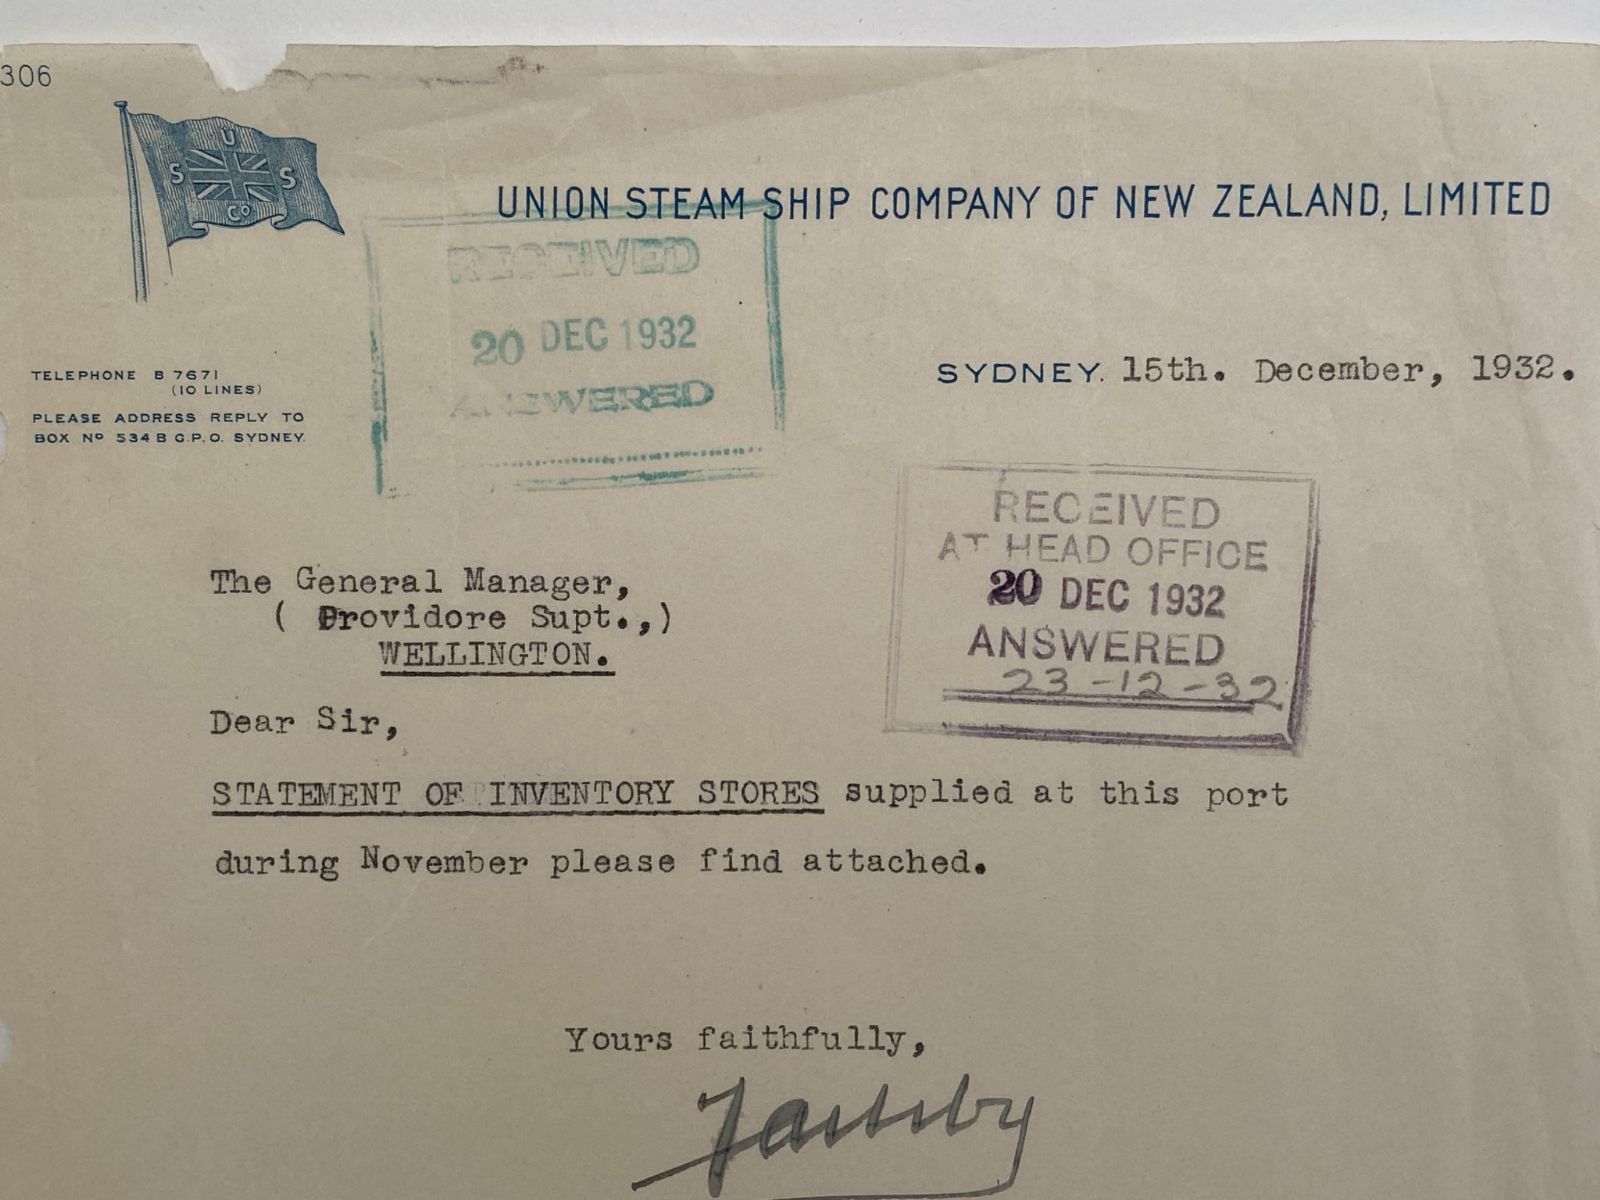 306
U
S S
Co
UNION STEAM SHIP COMPANY OF NEW ZEALAND, LIMITED
RECEIVED
20 DEC 1932
ANSWERED
TELEPHONE B 7671
(10 LINES)
PLEASE ADDRESS REPLY TO
BOX No 534 B G.P.O. SYDNEY.
SYDNEY. 15th. December, 1932.
RECEIVED
AT HEAD OFFICE
20 DEC 1932
ANSWERED
23-12-32
The General Manager,
( Providore Supt.,)
WELLINGTON.
Dear Sir,
STATEMENT OF INVENTORY STORES supplied at this port
during November please find attached.
Yours faithfully,